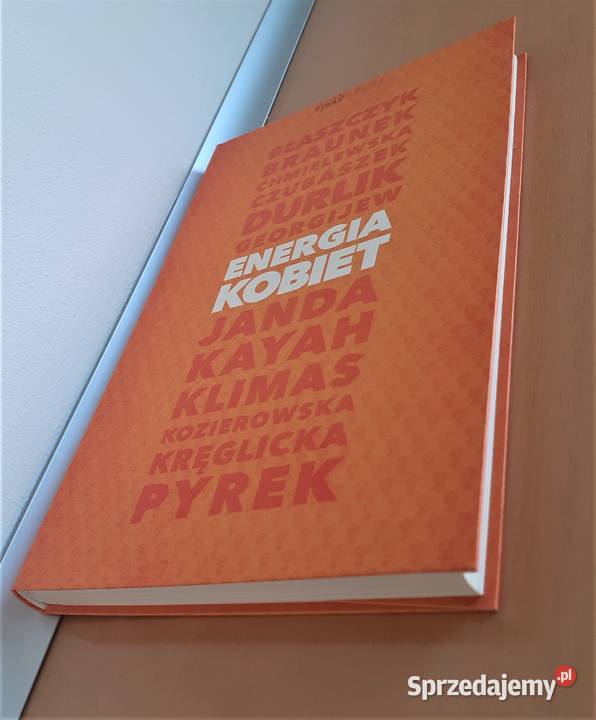 BŁASZCZYK
BRAUNEK
CHMIELEWSKA
CZUBASZEK
DURLIK
GEORGIJEW
ENERGIA
KOBIET
JANDA
KAYAH
KLIMAS
KOZIEROWSKA
KRĘGLICKA
PYREK
Sprzedajemy.pl